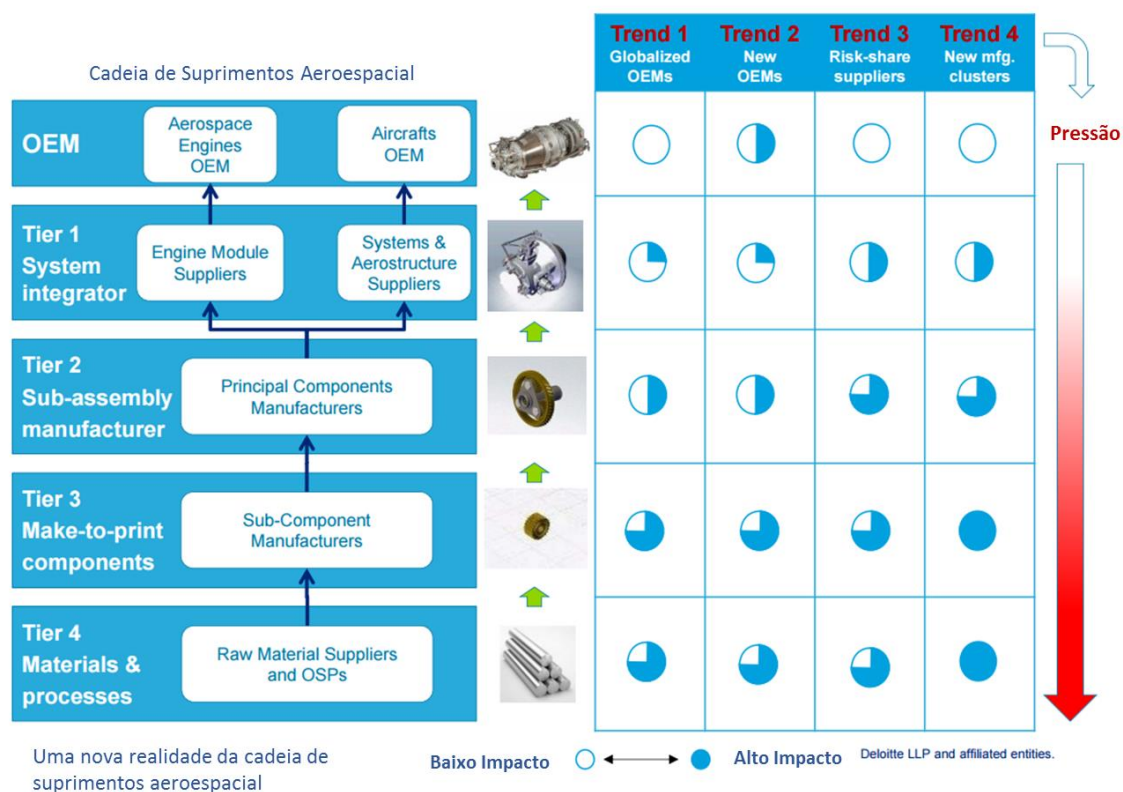 Cadeia de Suprimentos Aeroespacial
Trend 1
Globalized
OEMs
Trend 2
New
OEMs
Trend 3
Risk-share
suppliers
Trend 4
New mfg.
clusters
Pressão
OEM
Aerospace
Engines
OEM
Aircrafts
OEM
Tier 1
System
integrator
Engine Module
Suppliers
Systems &
Aerostructure
Suppliers
Tier 2
Sub-assembly
manufacturer
Principal Components
Manufacturers
Tier 3
Make-to-print
components
Sub-Component
Manufacturers
Tier 4
Materials &
processes
Raw Material Suppliers
and OSPs
Uma nova realidade da cadeia de
suprimentos aeroespacial
Baixo Impacto
Alto Impacto
Deloitte LLP and affiliated entities.